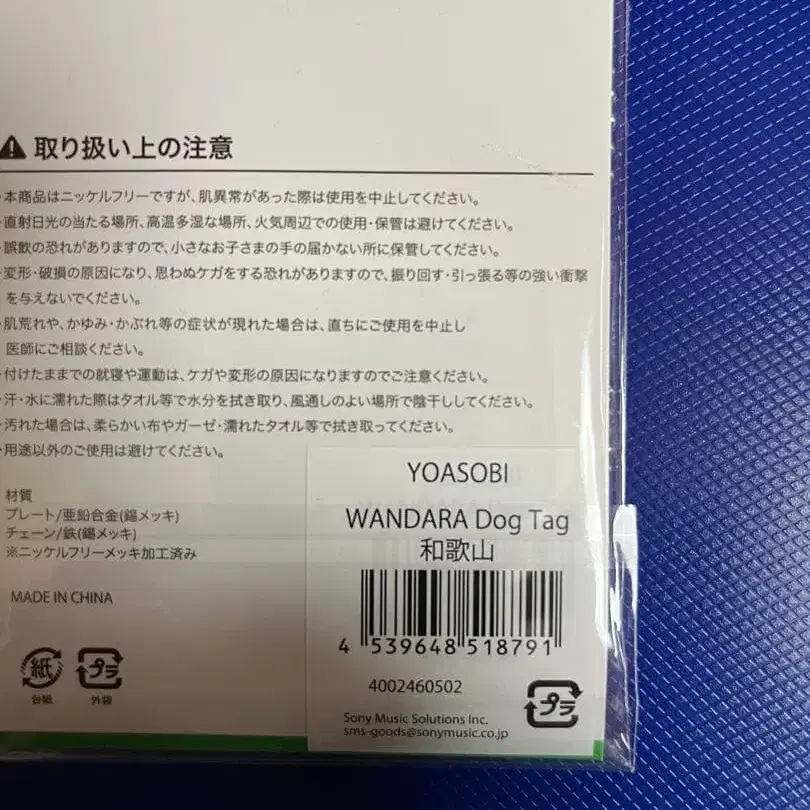 取り扱い上の注意
・本商品はニッケルフリーですが、肌異常があった際は使用を中止してください。
・直射日光の当たる場所、高温多湿な場所、火気周辺での使用・保管は避けてください。
・誤飲の恐れがありますので、小さなお子さまの手の届かない所に保管してください。
・変形・破損の原因になり、思わぬケガをする恐れがありますので、振り回す・引っ張る等の強い衝撃
を与えないでください。
・肌荒れや、かゆみ・かぶれ等の症状が現れた場合は、直ちにご使用を中止し
医師にご相談ください。
・付けたままでの就寝や運動は、ケガや変形の原因になりますのでご注意ください。
・汗・水に濡れた際はタオル等で水分を拭き取り、風通しのよい場所で陰干ししてください。
・汚れた場合は、柔らかい布やガーゼ・濡れたタオル等で拭き取ってください。
・用途以外のご使用は避けてください。
材質
プレート/亜鉛合金(錫メッキ)
チェーン/鉄(錫メッキ)
※ニッケルフリーメッキ加工済み
MADE IN CHINA
紙
台紙
プラ
外袋
YOASOBI
WANDARA Dog Tag
和歌山
4 539648 518791
4002460502
プラ
Sony Music Solutions Inc.
sms-goods@sonymusic.co.jp